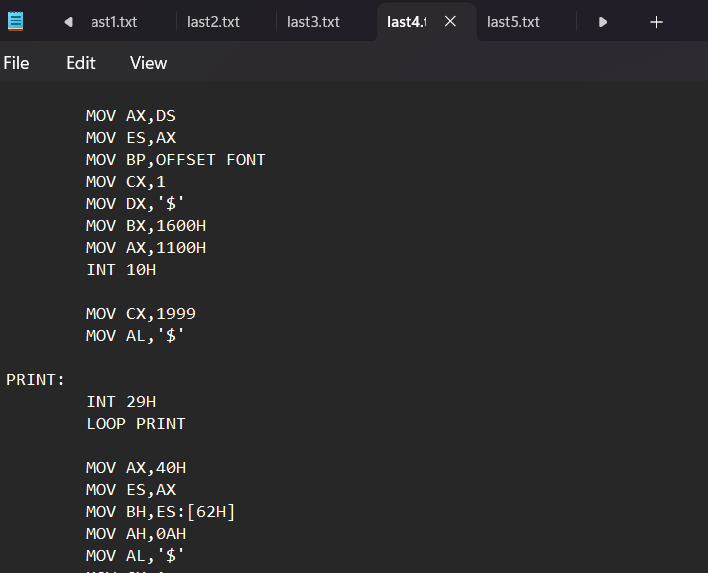 ast1.txt last2.txt last3.txt last4.t last5.txt
File Edit View
MOV AX,DS
MOV ES,AX
MOV BP,OFFSET FONT
MOV CX,1
MOV DX,'$'
MOV BX,1600H
MOV AX,1100H
INT 10H
MOV CX,1999
MOV AL,'$'
PRINT:
INT 29H
LOOP PRINT
MOV AX,40H
MOV ES,AX
MOV BH,ES:[62H]
MOV AH,0AH
MOV AL,'$'